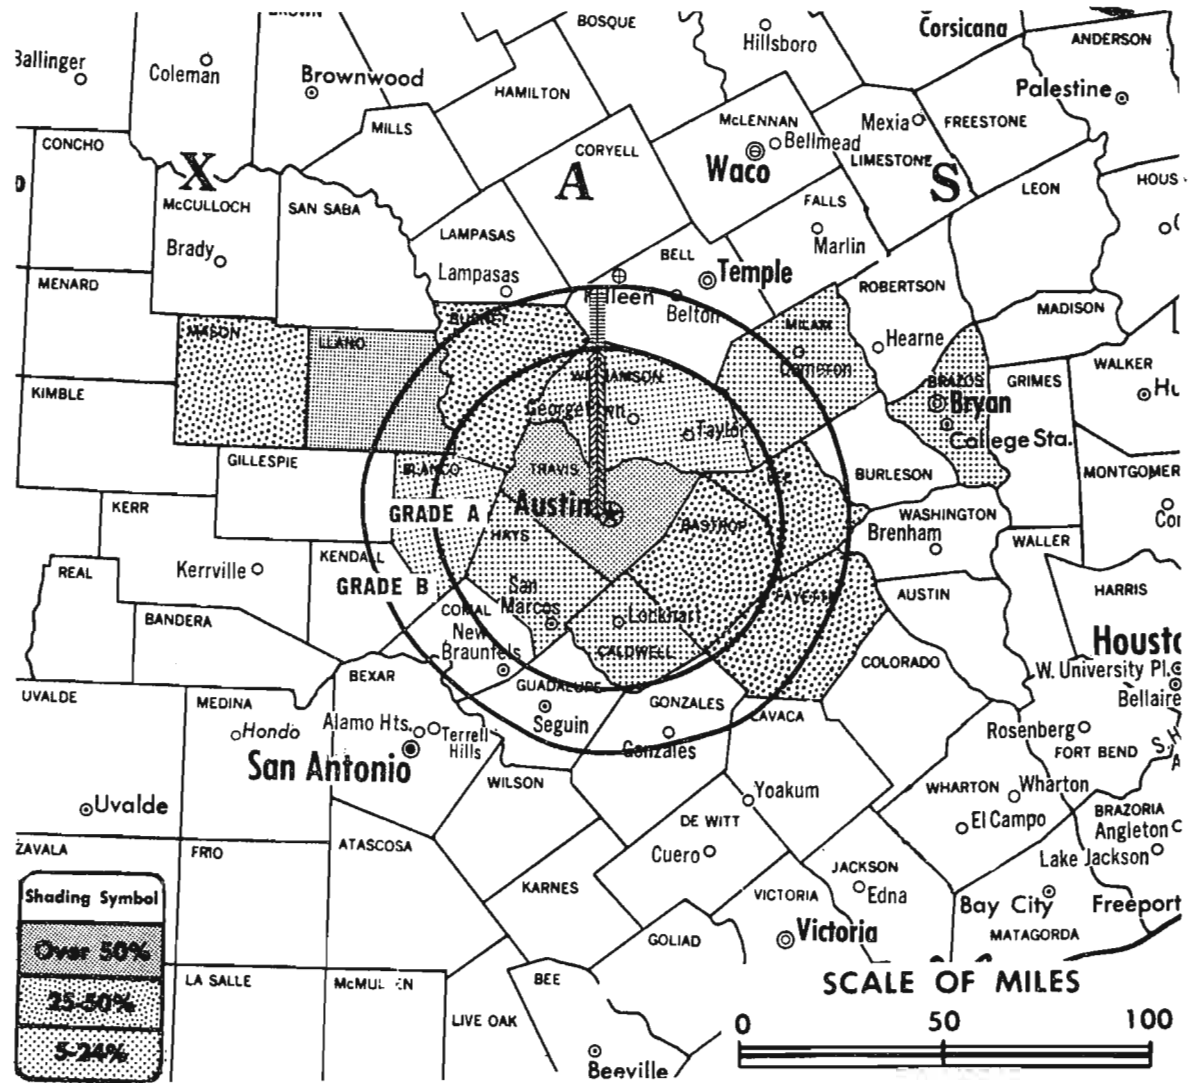 BOSQUE
Corsicana
Hillsboro
ANDERSON
Ballinger
Coleman
Brownwood
HAMILTON
Palestine
MILLS
McLENNAN
Mexia
FREESTONE
CONCHO
Bellmead
CORYELL
LIMESTONE
X
A
Waco
S
LEON
HOUS
McCULLOCH
SAN SABA
FALLS
Marlin
LAMPASAS
Brady
BELL
Temple
Lampasas
MENARD
Killeen
ROBERTSON
Belton
MADISON
MASON
LLANO
BURNET
MILAM
Hearne
Cameron
WALKER
KIMBLE
WILLIAMSON
BRAZOS
GRIMES
Georgetown
Bryan
Taylor
College Sta.
GILLESPIE
BLANCO
TRAVIS
LEE
BURLESON
MONTGOMER
KERR
GRADE A
Austin
BASTROP
WASHINGTON
HAYS
Brenham
WALLER
KENDALL
REAL
Kerrville
GRADE B
San
Marcos
FAYETTE
AUSTIN
HARRIS
COMAL
Lockhart
BANDERA
New
Braunfels
CALDWELL
Housto
COLORADO
W. University Pl.
BEXAR
GUADALUPE
UVALDE
MEDINA
GONZALES
Bellaire
LAVACA
Hondo
Alamo Hts.
Terrell
Hills
Seguin
Rosenberg
Gonzales
FORT BEND
San Antonio
WILSON
WHARTON
Wharton
Uvalde
Yoakum
BRAZORIA
DE WITT
El Campo
Angleton
ZAVALA
FRIO
ATASCOSA
Cuero
Lake Jackson
JACKSON
Edna
KARNES
VICTORIA
Bay City
Freeport
Shading Symbol
Over 50%
25-50%
5-24%
Victoria
GOLIAD
MATAGORDA
LA SALLE
McMULLEN
BEE
SCALE OF MILES
LIVE OAK
0 50 100
Beeville